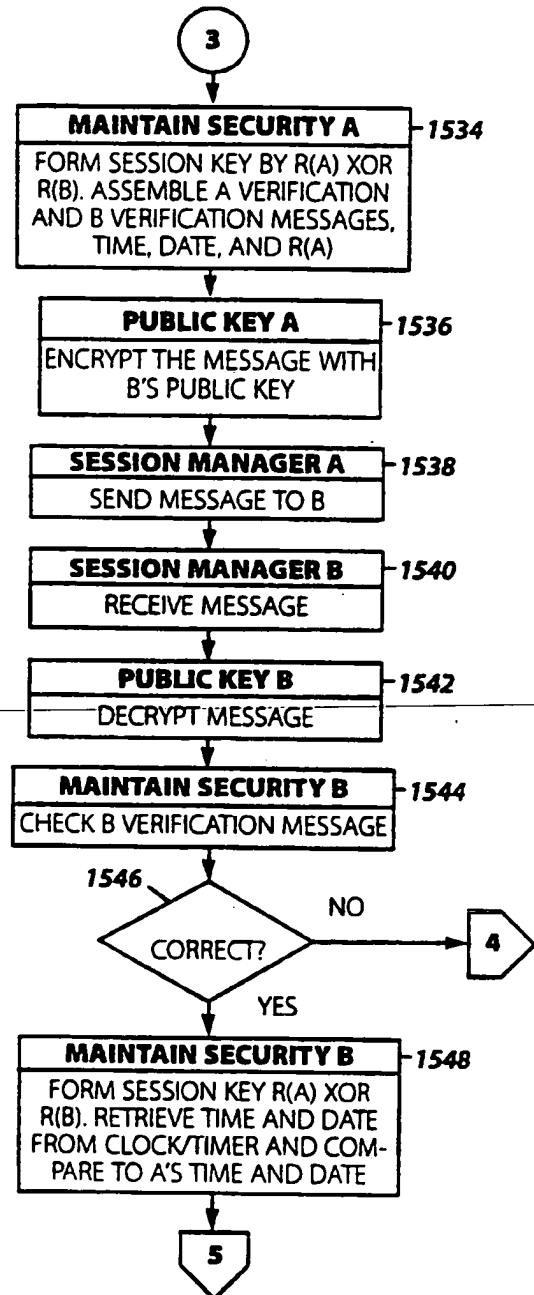 3
MAINTAIN SECURITY A
1534
FORM SESSION KEY BY R(A) XOR
R(B). ASSEMBLE A VERIFICATION
AND B VERIFICATION MESSAGES,
TIME, DATE, AND R(A)
PUBLIC KEY A
1536
ENCRYPT THE MESSAGE WITH
B'S PUBLIC KEY
SESSION MANAGER A
1538
SEND MESSAGE TO B
SESSION MANAGER B
1540
RECEIVE MESSAGE
PUBLIC KEY B
1542
DECRYPT MESSAGE
MAINTAIN SECURITY B
1544
CHECK B VERIFICATION MESSAGE
1546
CORRECT?
NO
4
YES
MAINTAIN SECURITY B
1548
FORM SESSION KEY R(A) XOR
R(B). RETRIEVE TIME AND DATE
FROM CLOCK/TIMER AND COM-
PARE TO A'S TIME AND DATE
5